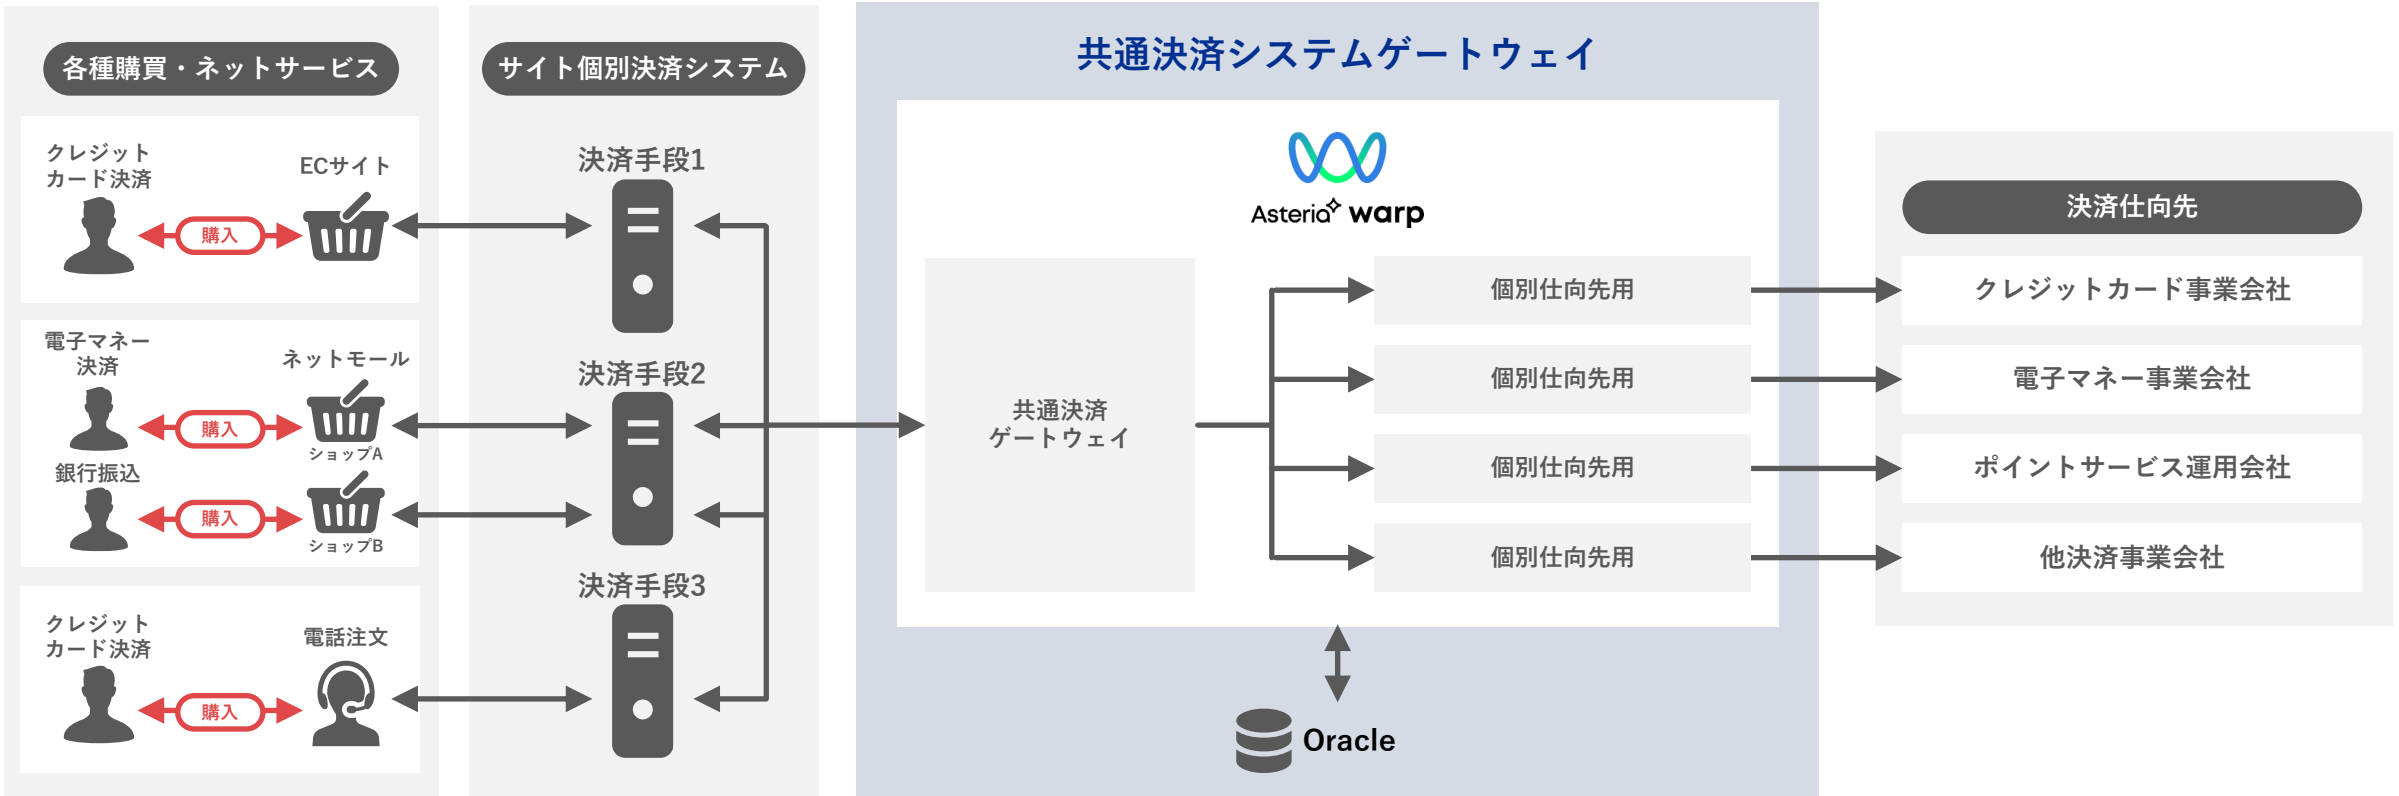 各種購買・ネットサービス
クレジット
カード決済
ECサイト
購入
電子マネー
決済
ネットモール
購入
ショップA
銀行振込
購入
ショップB
クレジット
カード決済
電話注文
購入
サイト個別決済システム
決済手段1
決済手段2
決済手段3
共通決済システムゲートウェイ
Asteria warp
共通決済
ゲートウェイ
個別仕向先用
個別仕向先用
個別仕向先用
個別仕向先用
Oracle
決済仕向先
クレジットカード事業会社
電子マネー事業会社
ポイントサービス運用会社
他決済事業会社